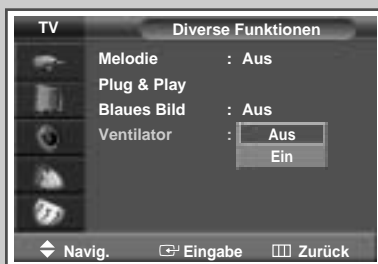 TV Diverse Funktionen
Melodie : Aus
Plug & Play
Blaues Bild : Aus
Ventilator : Aus
Ein
Navig. Eingabe Zurück